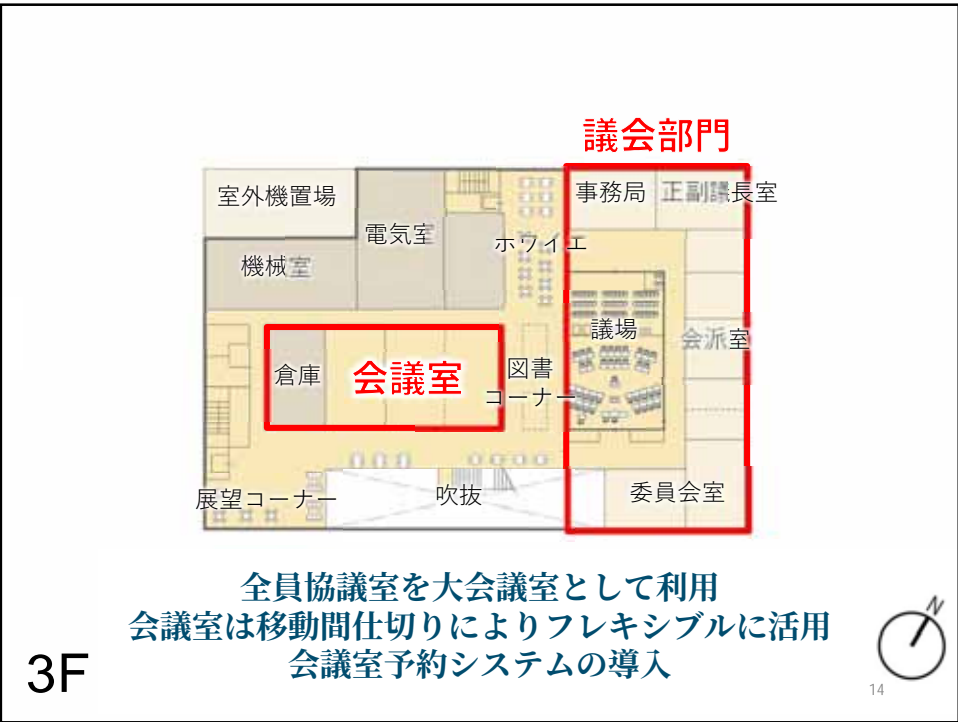 議会部門
事務局
正副議長室
室外機置場
電気室
ホワイエ
機械室
議場
会派室
倉庫
会議室
図書
コーナー
展望コーナー
吹抜
委員会室
全員協議室を大会議室として利用
会議室は移動間仕切りによりフレキシブルに活用
会議室予約システムの導入
N
3F
14